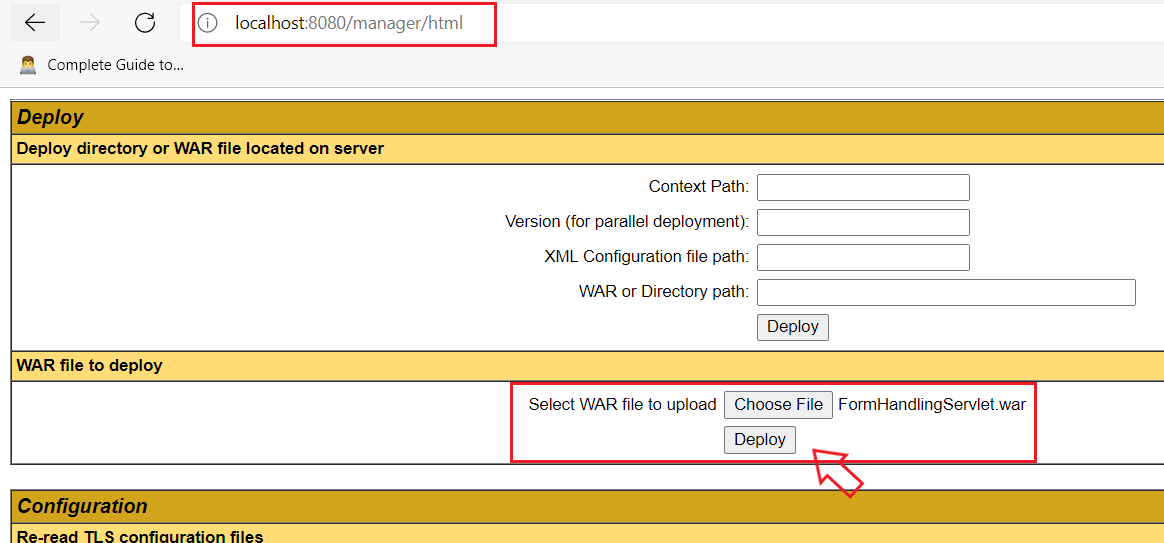 localhost:8080/manager/html
Complete Guide to...
Deploy
Deploy directory or WAR file located on server
Context Path:
Version (for parallel deployment):
XML Configuration file path:
WAR or Directory path:
Deploy
WAR file to deploy
Select WAR file to upload Choose File FormHandlingServlet.war
Deploy
Configuration
Re-read TLS configuration files